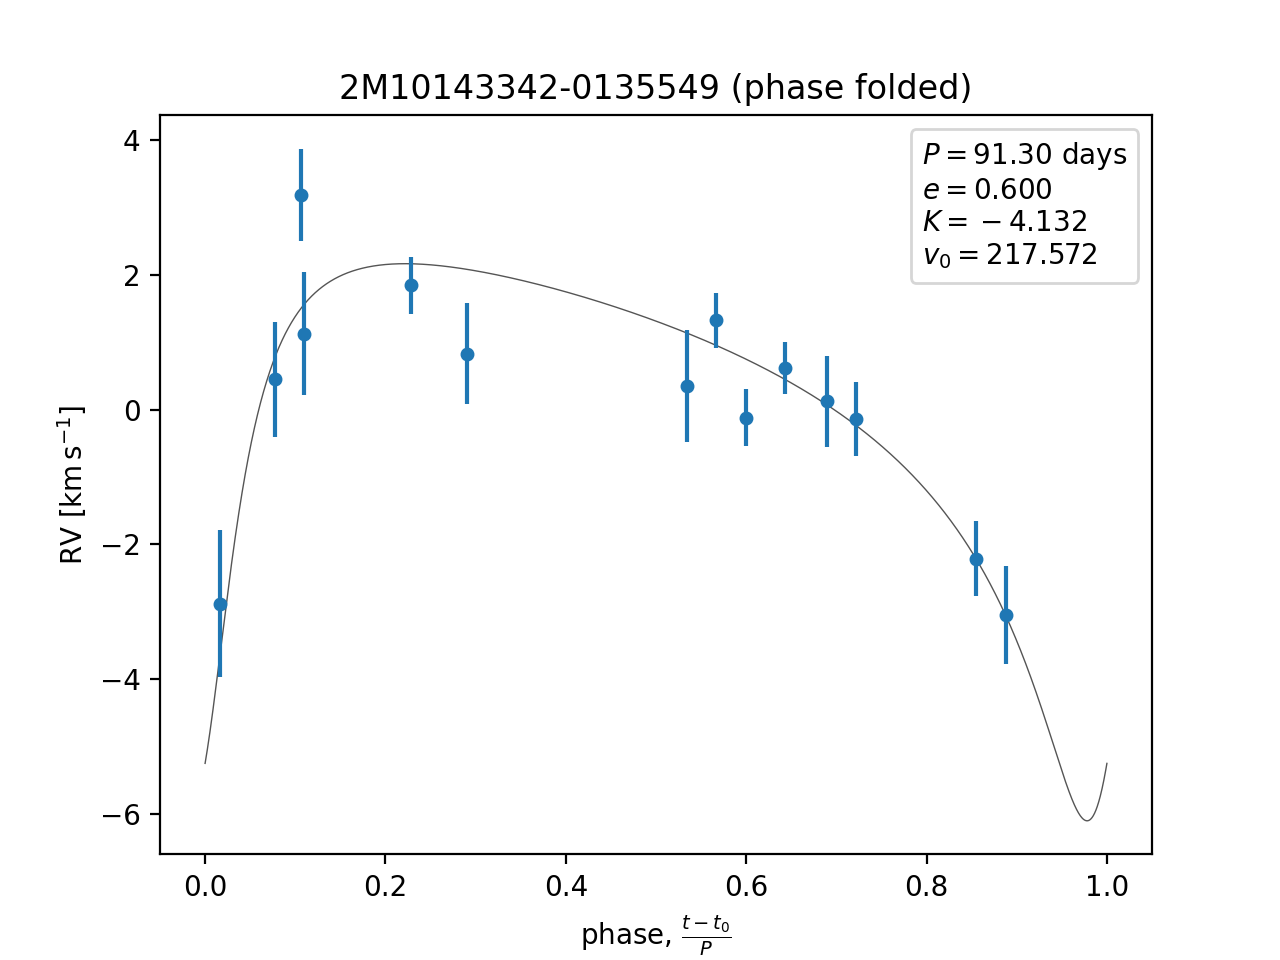 2M10143342-0135549 (phase folded)
P = 91.30 days
e = 0.600
K = −4.132
v₀ = 217.572
RV [km s⁻¹]
4
2
0
−2
−4
−6
0.0 0.2 0.4 0.6 0.8 1.0
phase, (t − t₀)/P